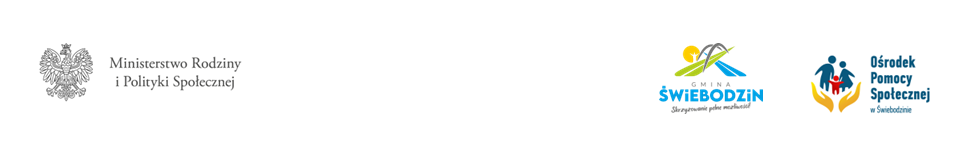 Ministerstwo Rodziny
i Polityki Społecznej
GMINA
ŚWiEBODZiN
Skrzyżowanie pełne możliwości!
Ośrodek
Pomocy
Społecznej
w Świebodzinie